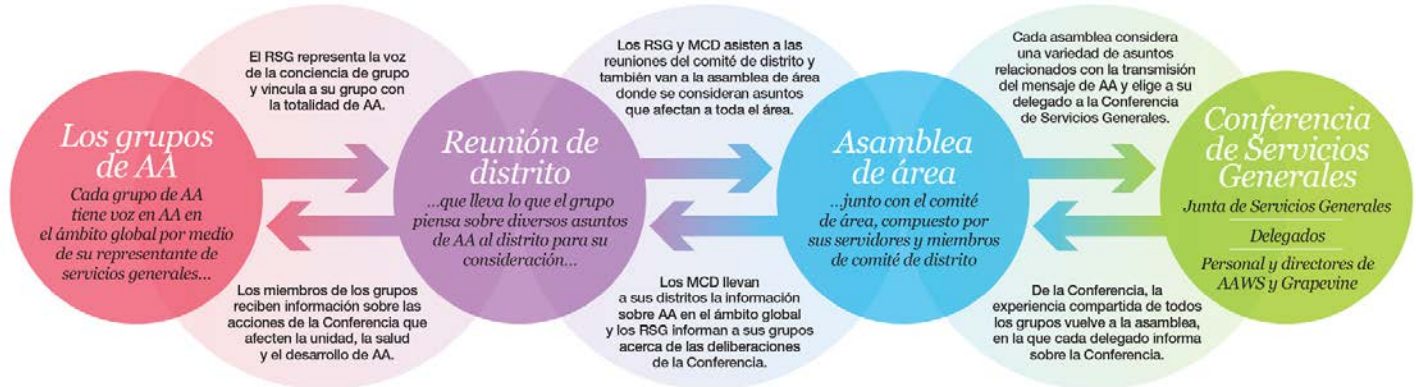 Los grupos
de AA
Cada grupo de AA
tiene voz en AA en
el ámbito global por medio
de su representante de
servicios generales...
El RSG representa la voz
de la conciencia de grupo
y vincula a su grupo con
la totalidad de AA.
Los miembros de los grupos
reciben información sobre las
acciones de la Conferencia que
afecten la unidad, la salud
y el desarrollo de AA.
Reunión de
distrito
...que lleva lo que el grupo
piensa sobre diversos asuntos
de AA al distrito para su
consideración...
Los RSG y MCD asisten a las
reuniones del comité de distrito y
también van a la asamblea de área
donde se consideran asuntos
que afectan a toda el área.
Los MCD llevan
a sus distritos la información
sobre AA en el ámbito global
y los RSG informan a sus grupos
acerca de las deliberaciones
de la Conferencia.
Asamblea
de área
...junto con el comité
de área, compuesto por
sus servidores y miembros
de comité de distrito
Cada asamblea considera
una variedad de asuntos
relacionados con la transmisión
del mensaje de AA y elige a su
delegado a la Conferencia
de Servicios Generales.
De la Conferencia, la
experiencia compartida de todos
los grupos vuelve a la asamblea,
en la que cada delegado informa
sobre la Conferencia.
Conferencia
de Servicios
Generales
Junta de Servicios Generales
Delegados
Personal y directores de
AAWS y Grapevine